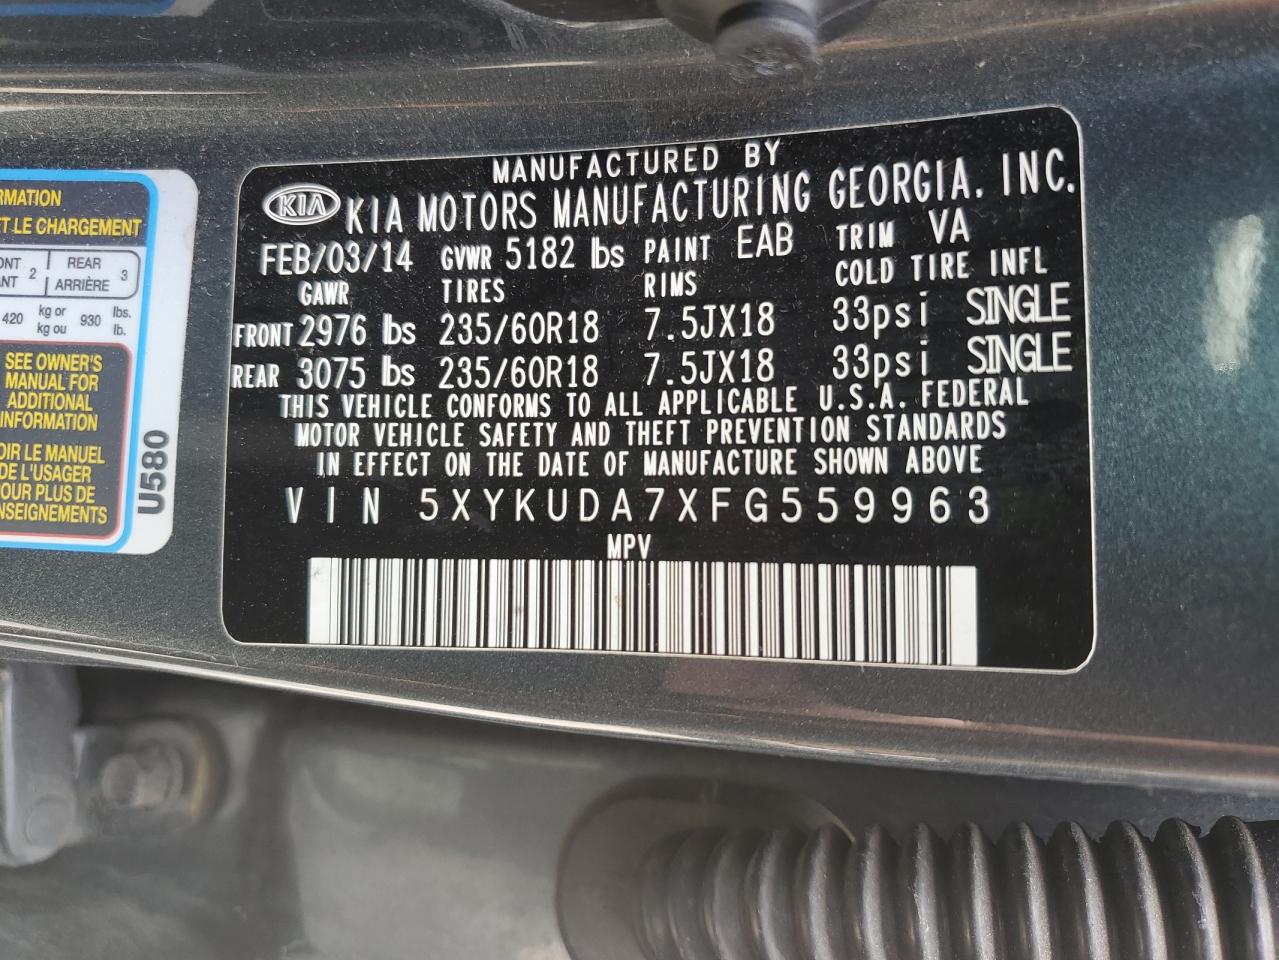 RMATION
ET LE CHARGEMENT
2 REAR 3
ARRIÈRE
420 kg or 930 lbs.
kg ou lb.
SEE OWNER'S
MANUAL FOR
ADDITIONAL
INFORMATION
OIR LE MANUEL
DE L'USAGER
POUR PLUS DE
NSEIGNEMENTS
U580
MANUFACTURED BY
KIA KIA MOTORS MANUFACTURING GEORGIA, INC.
FEB/03/14 GVWR 5182 lbs PAINT EAB TRIM VA
GAWR TIRES RIMS COLD TIRE INFL
FRONT 2976 lbs 235/60R18 7.5JX18 33psi SINGLE
REAR 3075 lbs 235/60R18 7.5JX18 33psi SINGLE
THIS VEHICLE CONFORMS TO ALL APPLICABLE U.S.A. FEDERAL
MOTOR VEHICLE SAFETY AND THEFT PREVENTION STANDARDS
IN EFFECT ON THE DATE OF MANUFACTURE SHOWN ABOVE
VIN 5XYKUDA7XFG559963
MPV